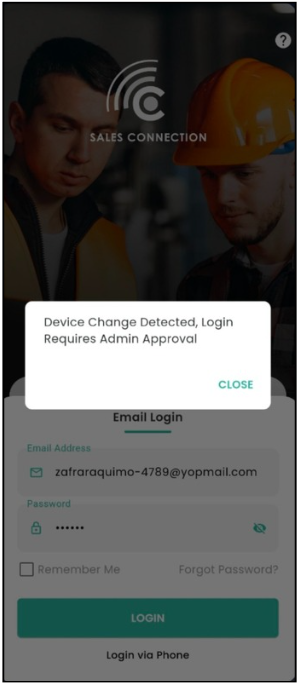 ?
SALES CONNECTION
Device Change Detected, Login
Requires Admin Approval
CLOSE
Email Login
Email Address
zafraraquimo-4789@yopmail.com
Password
••••••
Remember Me Forgot Password?
LOGIN
Login via Phone